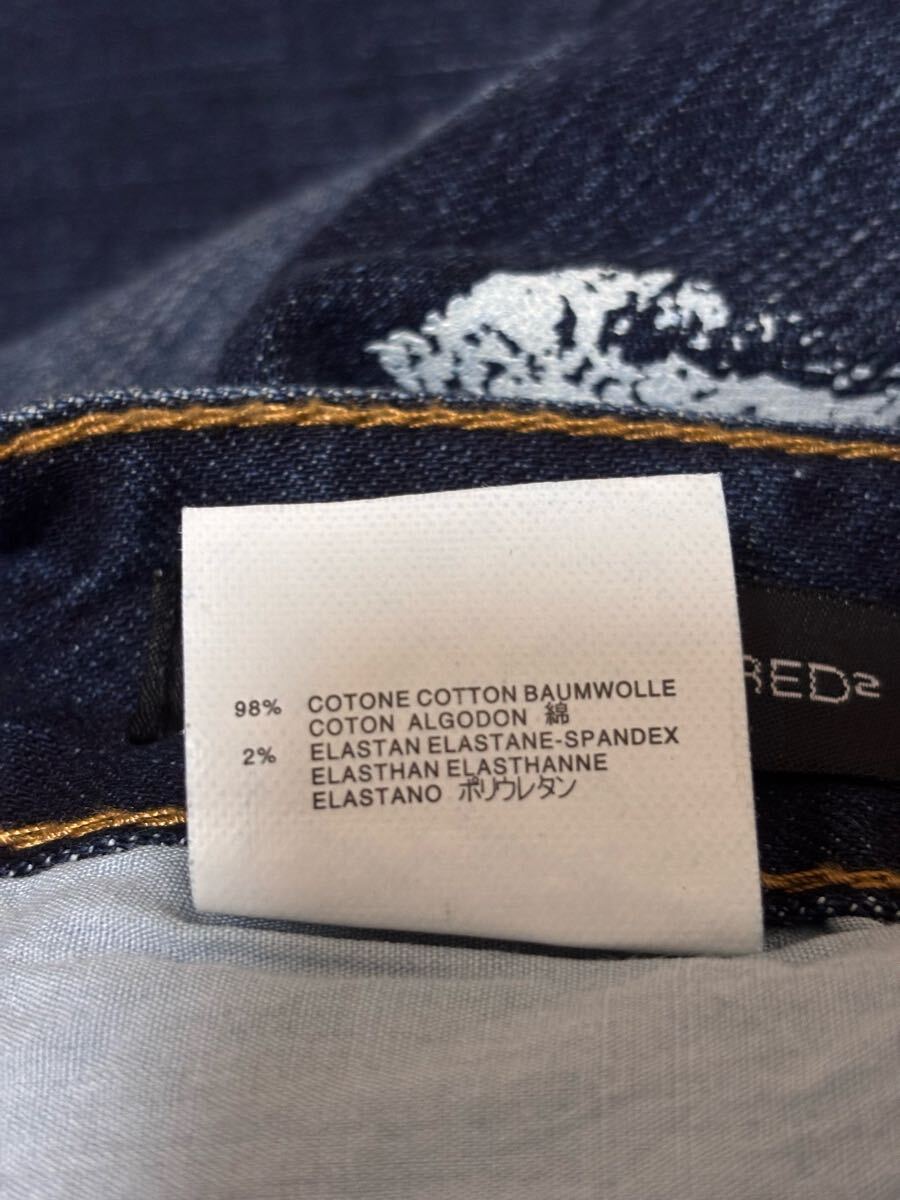 98% COTONE COTTON BAUMWOLLE
COTON ALGODON 綿
2% ELASTAN ELASTANE-SPANDEX
ELASTHAN ELASTHANNE
ELASTANO ポリウレタン
RED2